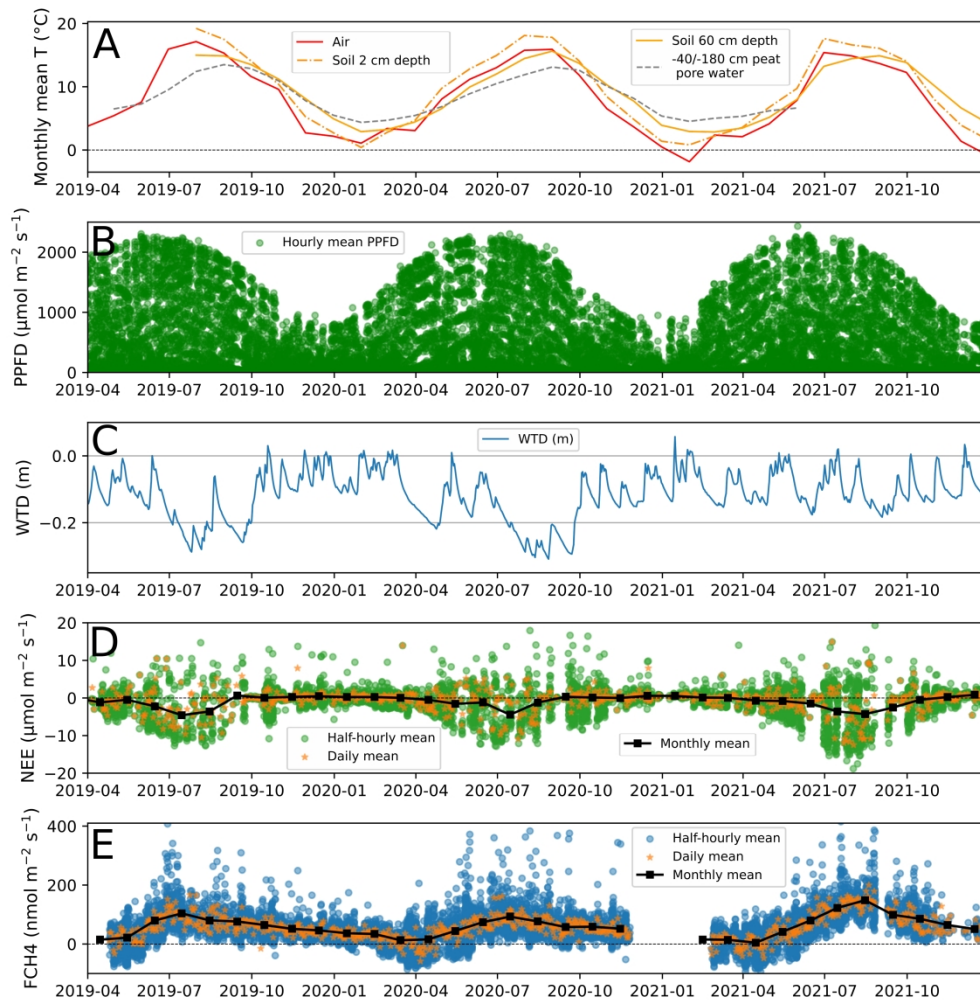 A
Monthly mean T (°C)
20
10
0
Air
Soil 2 cm depth
Soil 60 cm depth
-40/-180 cm peat
pore water
2019-04 2019-07 2019-10 2020-01 2020-04 2020-07 2020-10 2021-01 2021-04 2021-07 2021-10
B
PPFD (μmol m⁻² s⁻¹)
2000
1000
0
Hourly mean PPFD
2019-04 2019-07 2019-10 2020-01 2020-04 2020-07 2020-10 2021-01 2021-04 2021-07 2021-10
C
WTD (m)
0.0
−0.2
WTD (m)
2019-04 2019-07 2019-10 2020-01 2020-04 2020-07 2020-10 2021-01 2021-04 2021-07 2021-10
D
NEE (μmol m⁻² s⁻¹)
20
10
0
−10
−20
Half-hourly mean
Daily mean
Monthly mean
2019-04 2019-07 2019-10 2020-01 2020-04 2020-07 2020-10 2021-01 2021-04 2021-07 2021-10
E
FCH4 (nmol m⁻² s⁻¹)
400
200
0
Half-hourly mean
Daily mean
Monthly mean
2019-04 2019-07 2019-10 2020-01 2020-04 2020-07 2020-10 2021-01 2021-04 2021-07 2021-10